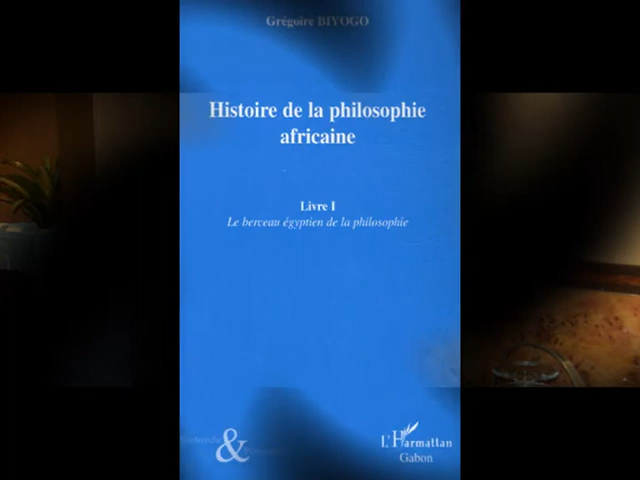 Grégoire BIYOGO
Histoire de la philosophie
africaine
Livre I
Le berceau égyptien de la philosophie
&
L'Harmattan
Gabon